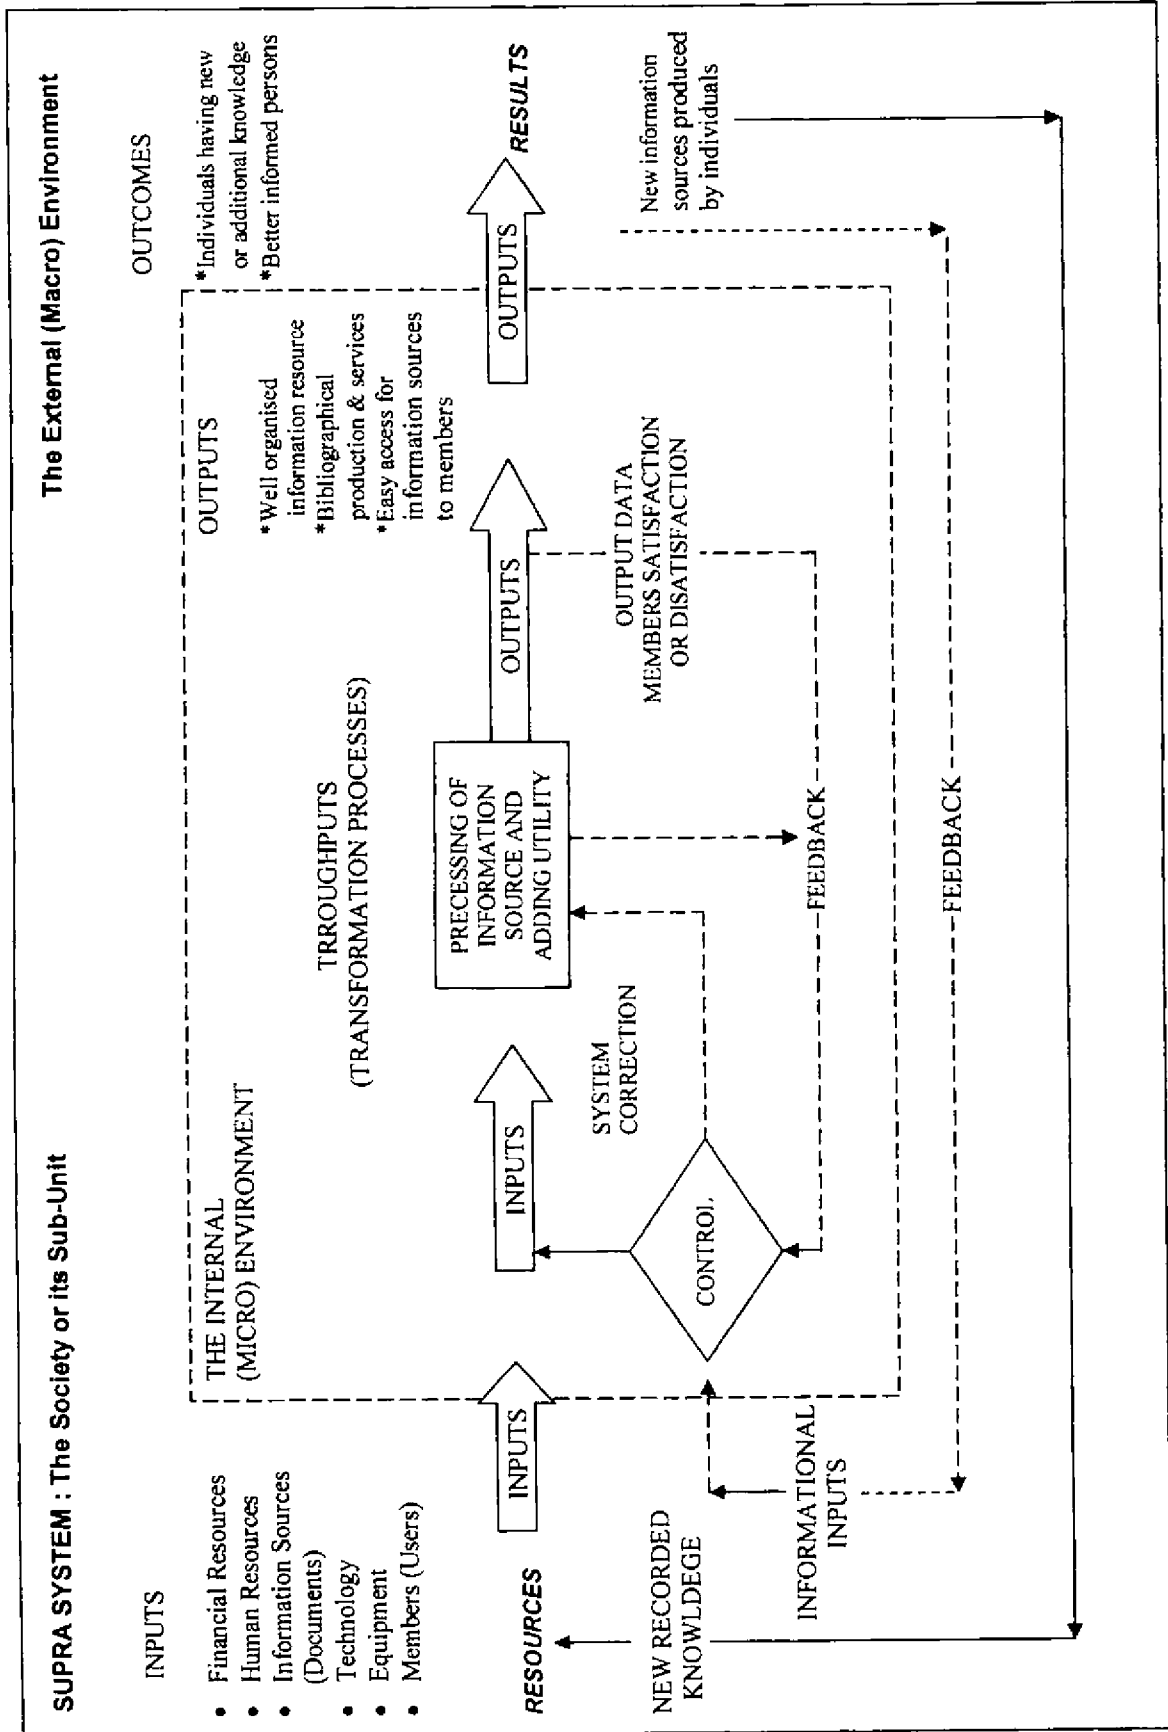 SUPRA SYSTEM : The Society or its Sub-Unit
The External (Macro) Environment
INPUTS
• Financial Resources
• Human Resources
• Information Sources
(Documents)
• Technology
• Equipment
• Members (Users)
THE INTERNAL
(MICRO) ENVIRONMENT
TRROUGHPUTS
(TRANSFORMATION PROCESSES)
OUTPUTS
*Well organised
information resource
*Bibliographical
production & services
*Easy access for
information sources
to members
OUTCOMES
*Individuals having new
or additional knowledge
*Better informed persons
RESOURCES
INPUTS
INPUTS
PRECESSING OF
INFORMATION
SOURCE AND
ADDING UTILITY
OUTPUTS
OUTPUTS
RESULTS
SYSTEM
CORRECTION
CONTROL
OUTPUT DATA
MEMBERS SATISFACTION
OR DISATISFACTION
New information
sources produced
by individuals
FEEDBACK
FEEDBACK
NEW RECORDED
KNOWLDEGE
INFORMATIONAL
INPUTS